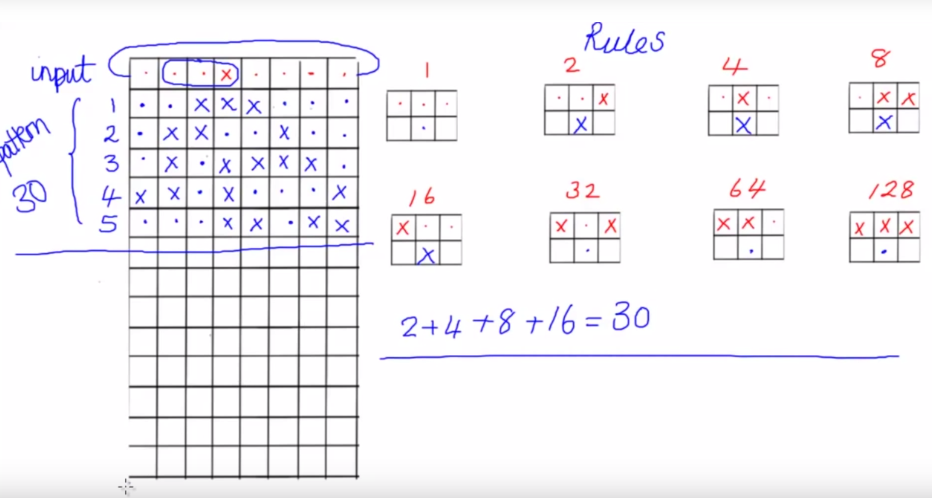 Rules
input · · · x · · · ·
1 · · x x x · · ·
2 · x x · · x · ·
3 · x · x x x x ·
4 x x · x · · · x
5 · · · x x · x x
pattern
30
1
· · ·
·
2
· · x
x
4
· x ·
x
8
· x x
x
16
x · ·
x
32
x · x
·
64
x x ·
·
128
x x x
·
2+4+8+16=30